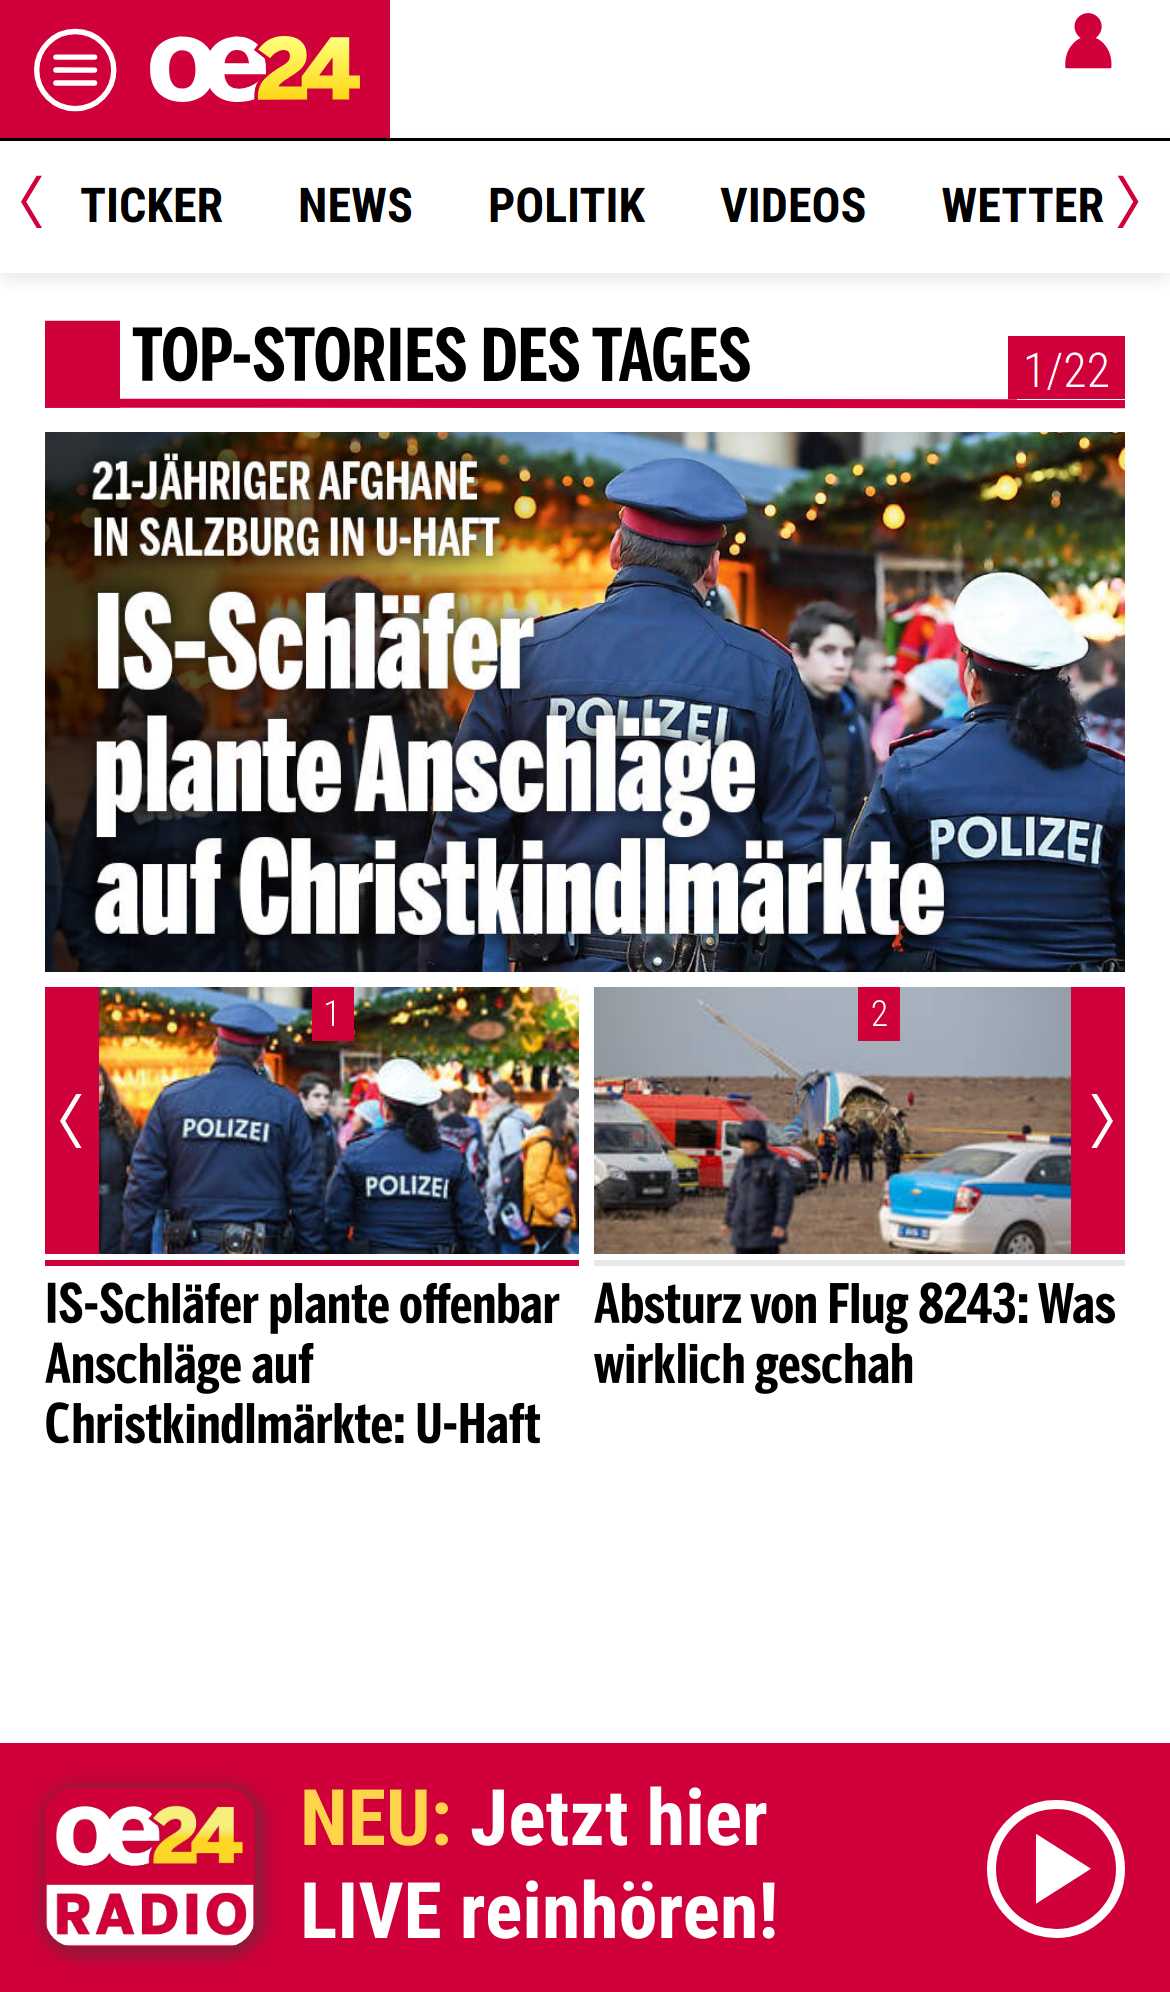 oe24
TICKER NEWS POLITIK VIDEOS WETTER
TOP-STORIES DES TAGES
1/22
21-JÄHRIGER AFGHANE
IN SALZBURG IN U-HAFT
IS-Schläfer
plante Anschläge
auf Christkindlmärkte
POLIZEI
POLIZEI
1
POLIZEI
POLIZEI
IS-Schläfer plante offenbar
Anschläge auf
Christkindlmärkte: U-Haft
2
Absturz von Flug 8243: Was
wirklich geschah
oe24
RADIO
NEU: Jetzt hier
LIVE reinhören!